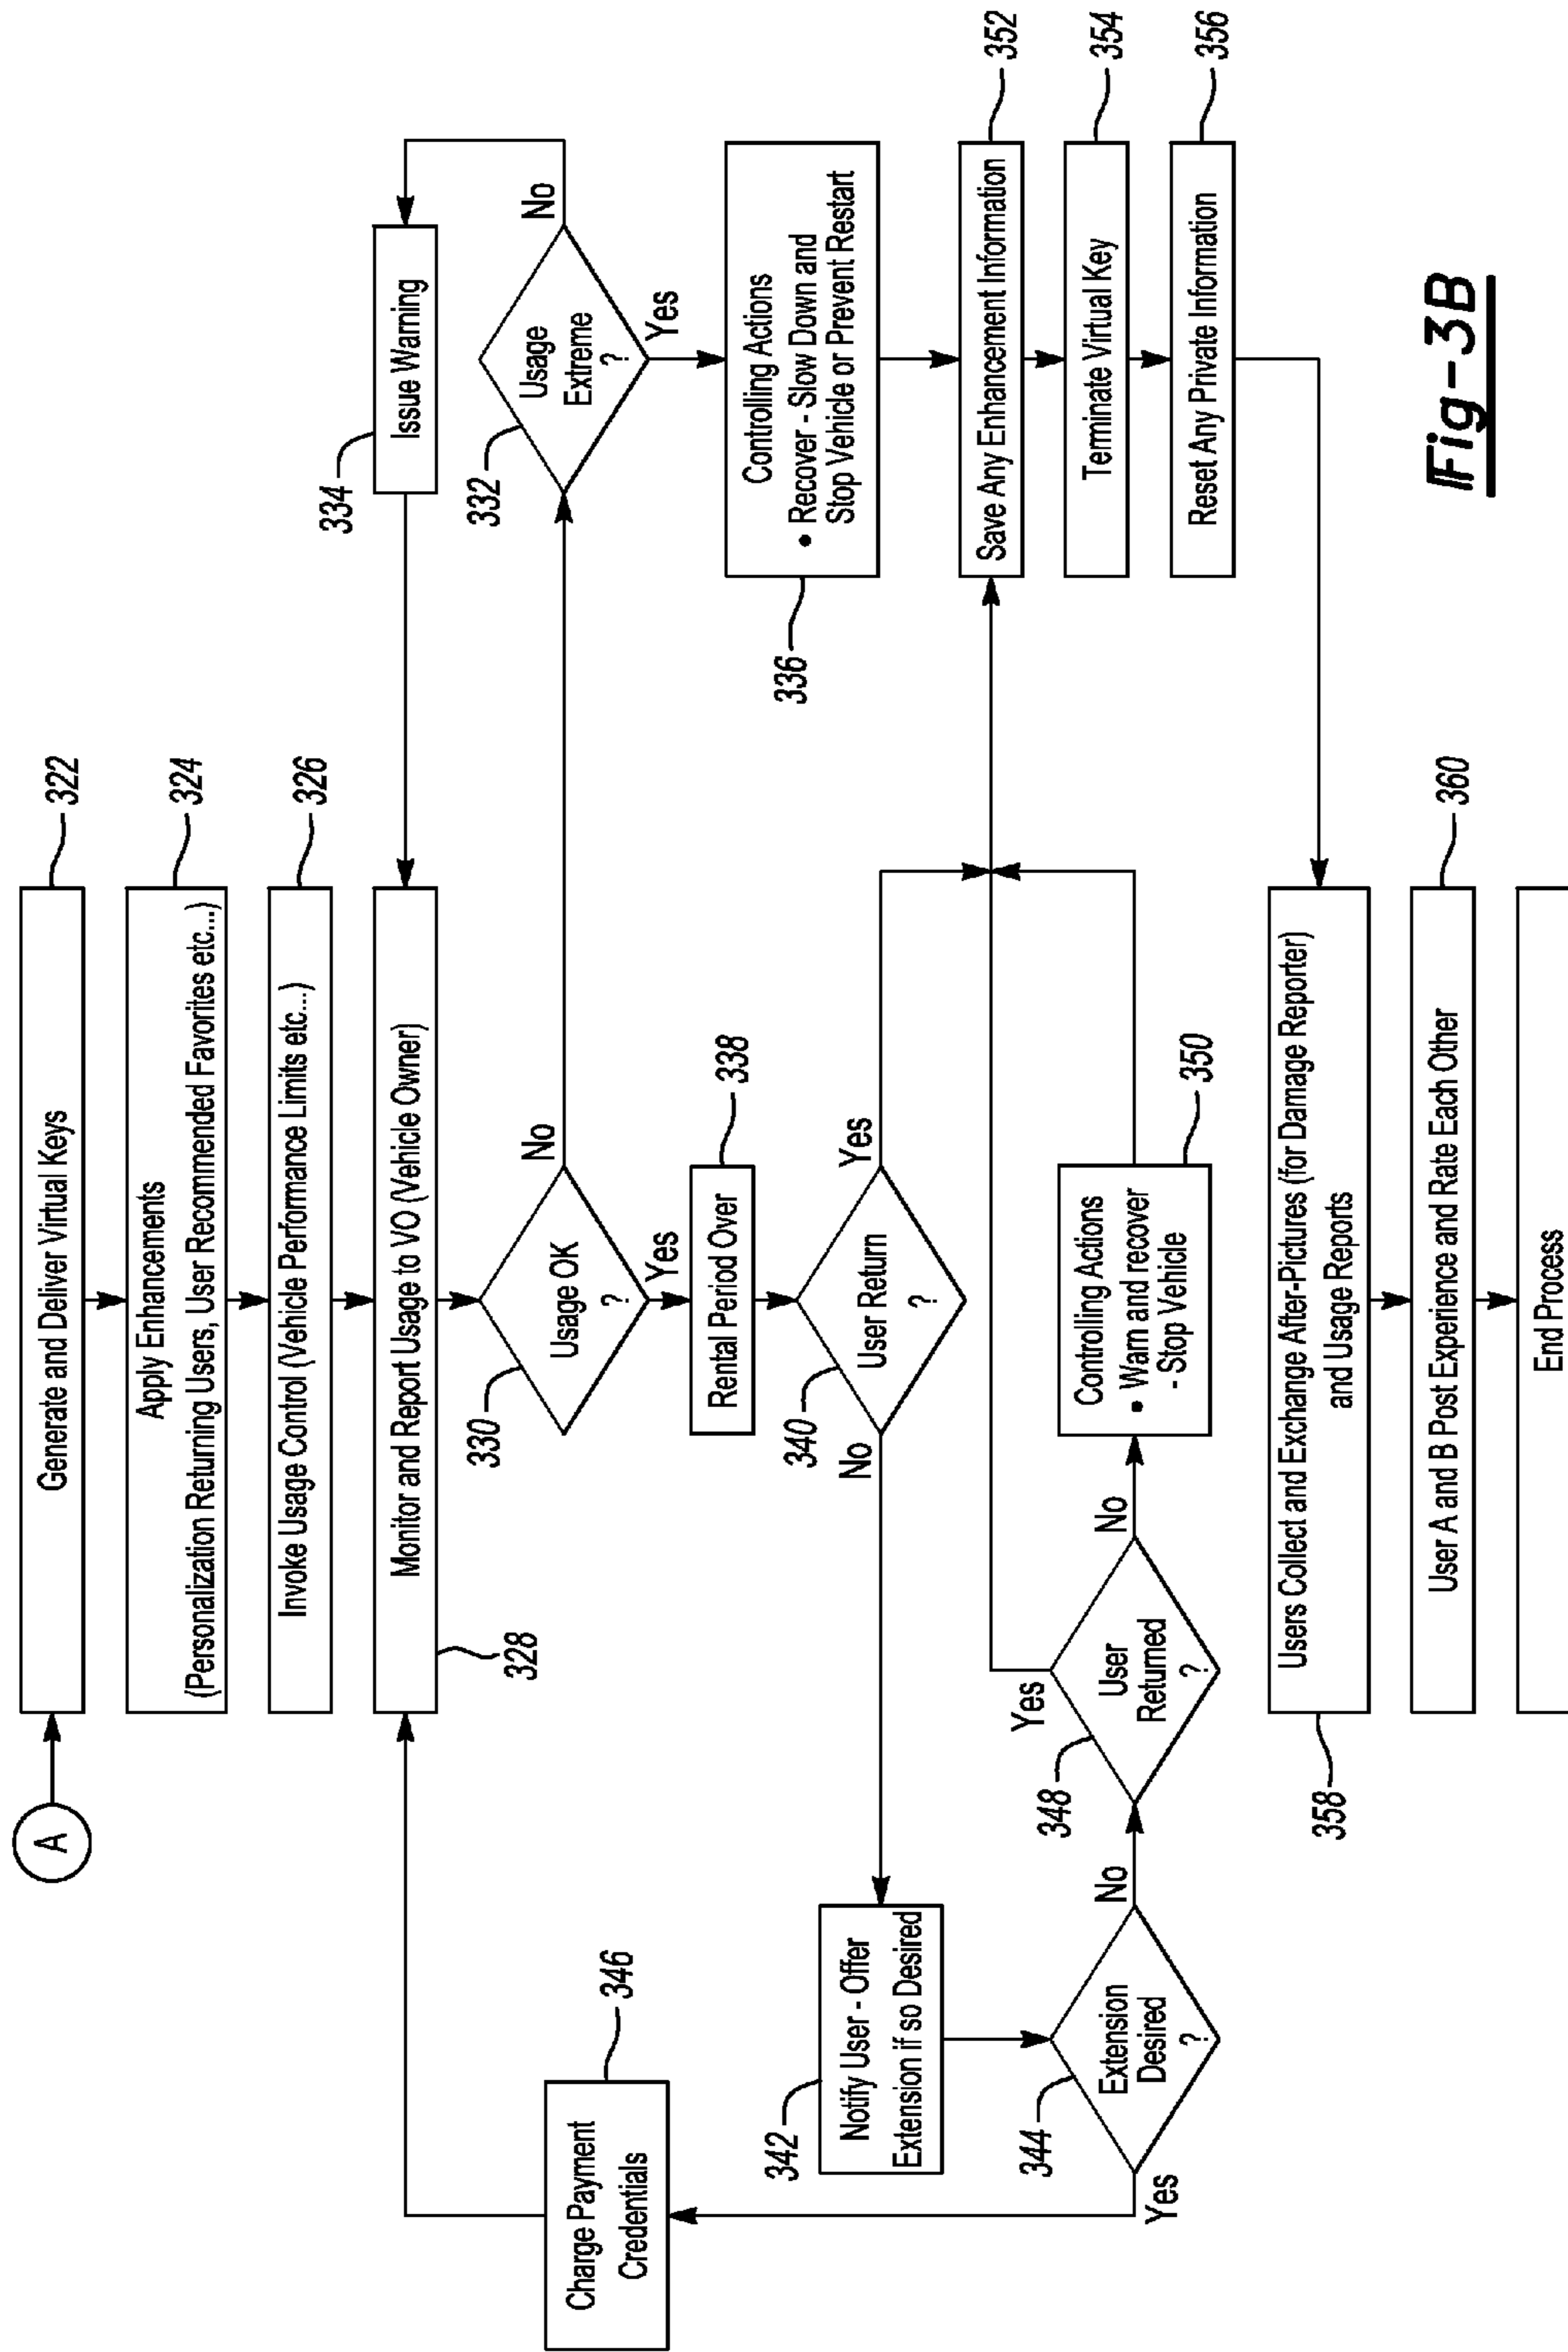 A
Generate and Deliver Virtual Keys
322
Apply Enhancements
(Personalization Returning Users, User Recommended Favorites etc...)
324
Invoke Usage Control (Vehicle Performance Limits etc...)
326
Monitor and Report Usage to VO (Vehicle Owner)
328
Issue Warning
334
Usage OK
?
330
No
Yes
Usage
Extreme
?
332
No
Yes
Charge Payment
Credentials
346
Rental Period Over
338
Controlling Actions
• Recover - Slow Down and
Stop Vehicle or Prevent Restart
336
User Return
?
340
No
Yes
Notify User - Offer
Extension if so Desired
342
Save Any Enhancement Information
352
Extension
Desired
?
344
Yes
No
User
Returned
?
348
Yes
No
Controlling Actions
• Warn and recover
- Stop Vehicle
350
Terminate Virtual Key
354
Reset Any Private Information
356
Users Collect and Exchange After-Pictures (for Damage Reporter)
and Usage Reports
358
User A and B Post Experience and Rate Each Other
360
End Process
Fig-3B